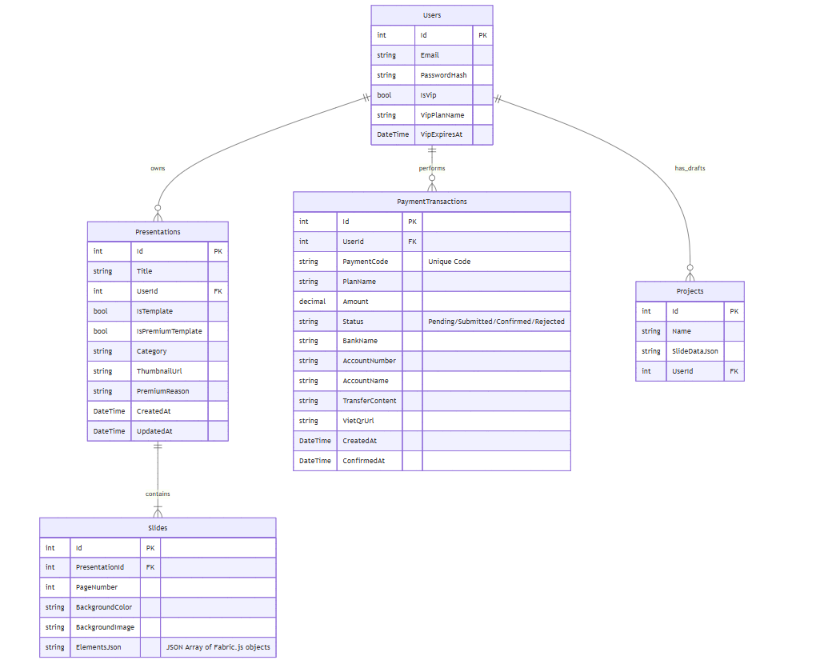 Users
int Id PK
string Email
string PasswordHash
bool IsVip
string VipPlanName
DateTime VipExpiresAt
owns
performs
has_drafts
PaymentTransactions
int Id PK
int UserId FK
string PaymentCode Unique Code
string PlanName
decimal Amount
string Status Pending/Submitted/Confirmed/Rejected
string BankName
string AccountNumber
string AccountName
string TransferContent
string VietQrUrl
DateTime CreatedAt
DateTime ConfirmedAt
Presentations
int Id PK
string Title
int UserId FK
bool IsTemplate
bool IsPremiumTemplate
string Category
string ThumbnailUrl
string PremiumReason
DateTime CreatedAt
DateTime UpdatedAt
Projects
int Id PK
string Name
string SlideDataJson
int UserId FK
contains
Slides
int Id PK
int PresentationId FK
int PageNumber
string BackgroundColor
string BackgroundImage
string ElementsJson JSON Array of Fabric.js objects